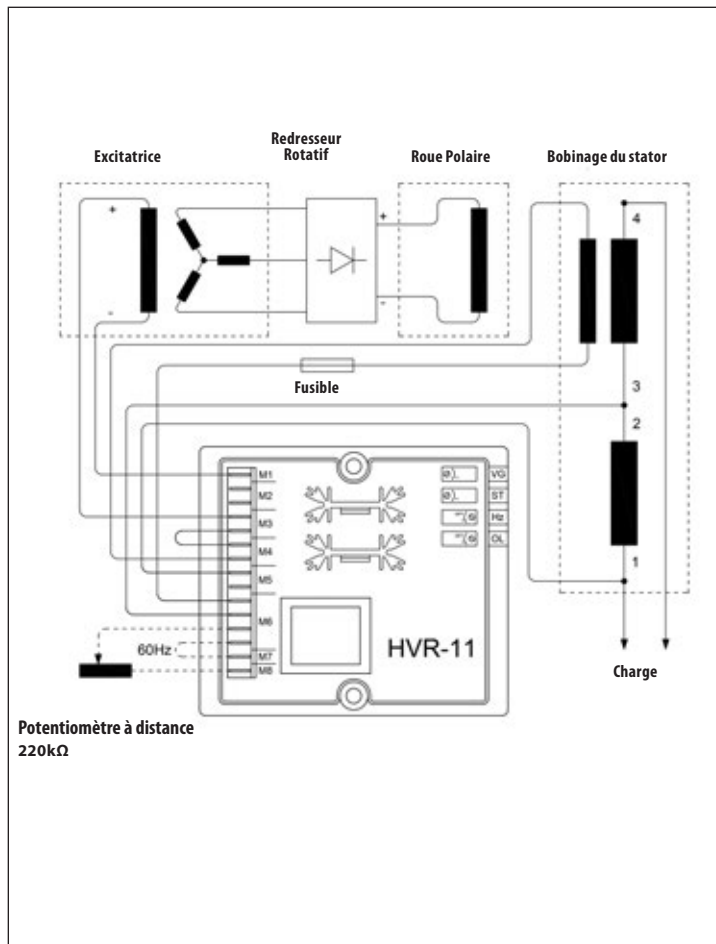 Excitatrice
Redresseur
Rotatif
Roue Polaire
Bobinage du stator
+
-
+
-
4
3
2
1
Fusible
M1
M2
M3
M4
M5
M6
M7
M8
VG
ST
Hz
OL
60Hz
HVR-11
Charge
Potentiomètre à distance
220kΩ